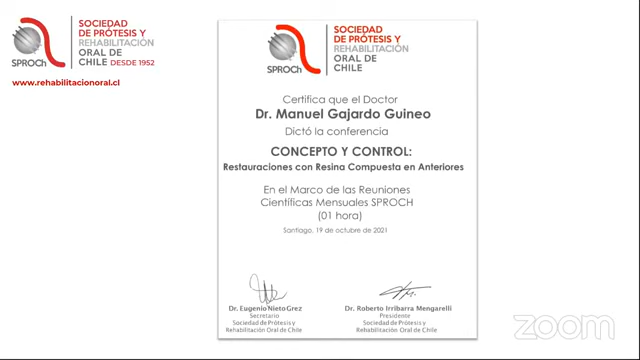 SOCIEDAD
DE PRÓTESIS Y
REHABILITACIÓN
ORAL DE
CHILE DESDE 1952
SPROCh
www.rehabilitacionoral.cl
SOCIEDAD
DE PRÓTESIS Y
REHABILITACIÓN
ORAL DE
CHILE
SPROCh
Certifica que el Doctor
Dr. Manuel Gajardo Guineo
Dictó la conferencia
CONCEPTO Y CONTROL:
Restauraciones con Resina Compuesta en Anteriores
En el Marco de las Reuniones
Científicas Mensuales SPROCH
(01 hora)
Santiago, 19 de octubre de 2021
Dr. Eugenio Nieto Grez
Secretario
Sociedad de Prótesis y
Rehabilitación Oral de Chile
Dr. Roberto Irribarra Mengarelli
Presidente
Sociedad de Prótesis y
Rehabilitación Oral de Chile
zoom